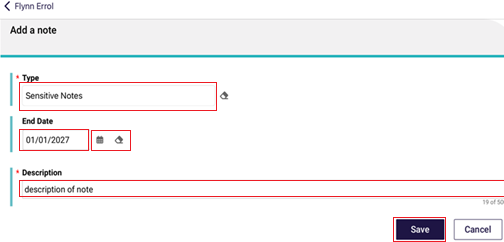 Flynn Errol
Add a note
* Type
Sensitive Notes
End Date
01/01/2027
* Description
description of note
19 of 50
Save Cancel